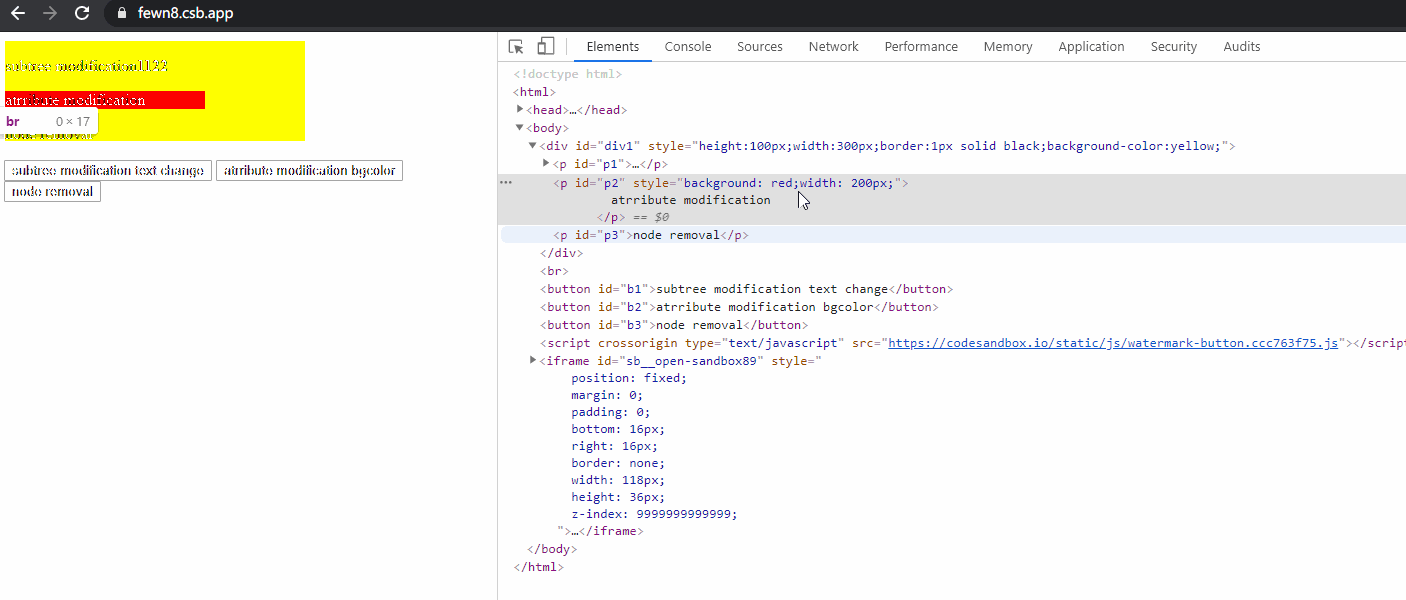 fewn8.csb.app
subtree modification1122
atrribute modification
br 0 × 17
node removal
subtree modification text change atrribute modification bgcolor
node removal
Elements Console Sources Network Performance Memory Application Security Audits
<!doctype html>
<html>
<head>…</head>
<body>
<div id="div1" style="height:100px;width:300px;border:1px solid black;background-color:yellow;">
<p id="p1">…</p>
<p id="p2" style="background: red;width: 200px;">
atrribute modification
</p> == $0
<p id="p3">node removal</p>
</div>
<br>
<button id="b1">subtree modification text change</button>
<button id="b2">atrribute modification bgcolor</button>
<button id="b3">node removal</button>
<script crossorigin type="text/javascript" src="https://codesandbox.io/static/js/watermark-button.ccc763f75.js"></script
<iframe id="sb__open-sandbox89" style="
position: fixed;
margin: 0;
padding: 0;
bottom: 16px;
right: 16px;
border: none;
width: 118px;
height: 36px;
z-index: 9999999999999;
">…</iframe>
</body>
</html>